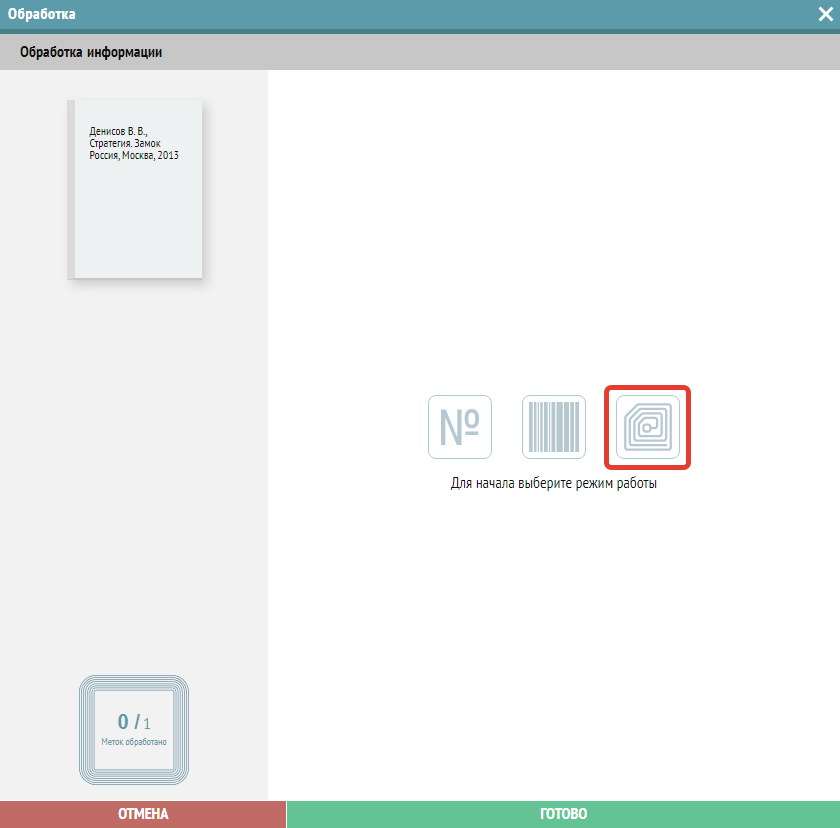 Обработка
Обработка информации
Денисов В. В.,
Стратегия. Замок
Россия, Москва, 2013
№
Для начала выберите режим работы
0 / 1
Меток обработано
ОТМЕНА
ГОТОВО